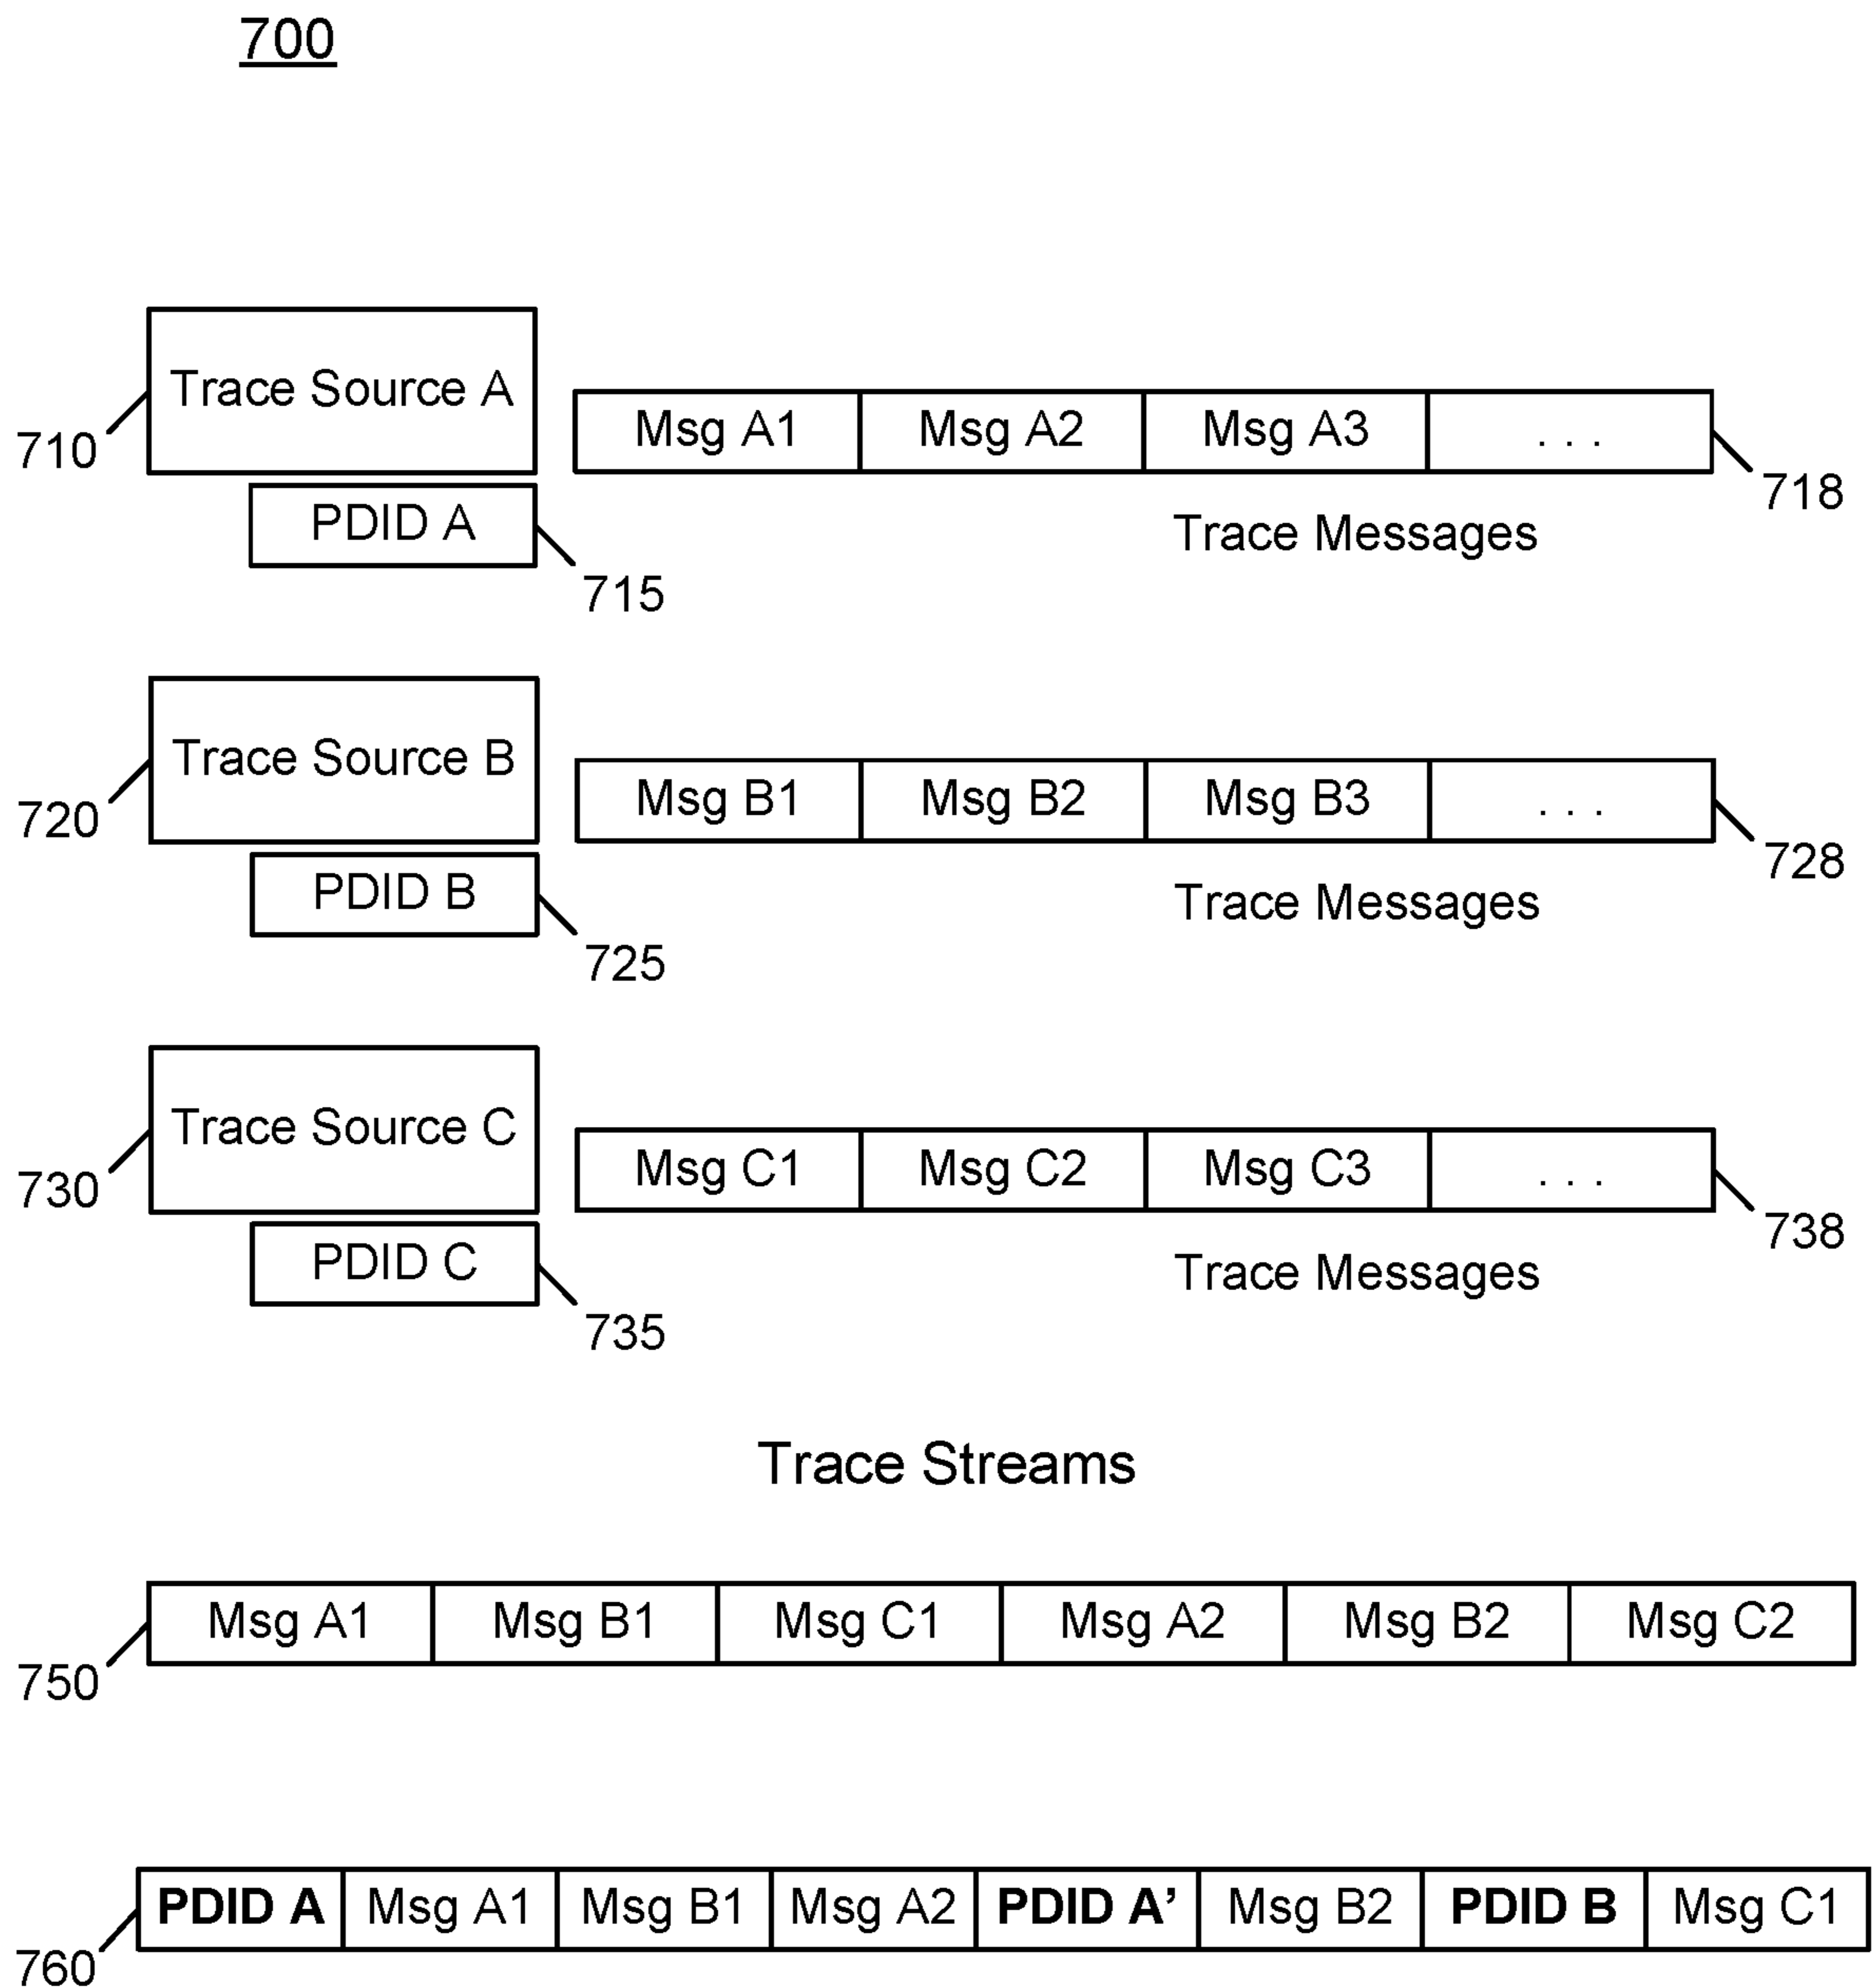 700
Trace Source A
Msg A1 Msg A2 Msg A3 . . .
710
718
PDID A
Trace Messages
715
Trace Source B
Msg B1 Msg B2 Msg B3 . . .
720
728
PDID B
Trace Messages
725
Trace Source C
Msg C1 Msg C2 Msg C3 . . .
730
738
PDID C
Trace Messages
735
Trace Streams
Msg A1 Msg B1 Msg C1 Msg A2 Msg B2 Msg C2
750
PDID A Msg A1 Msg B1 Msg A2 PDID A’ Msg B2 PDID B Msg C1
760